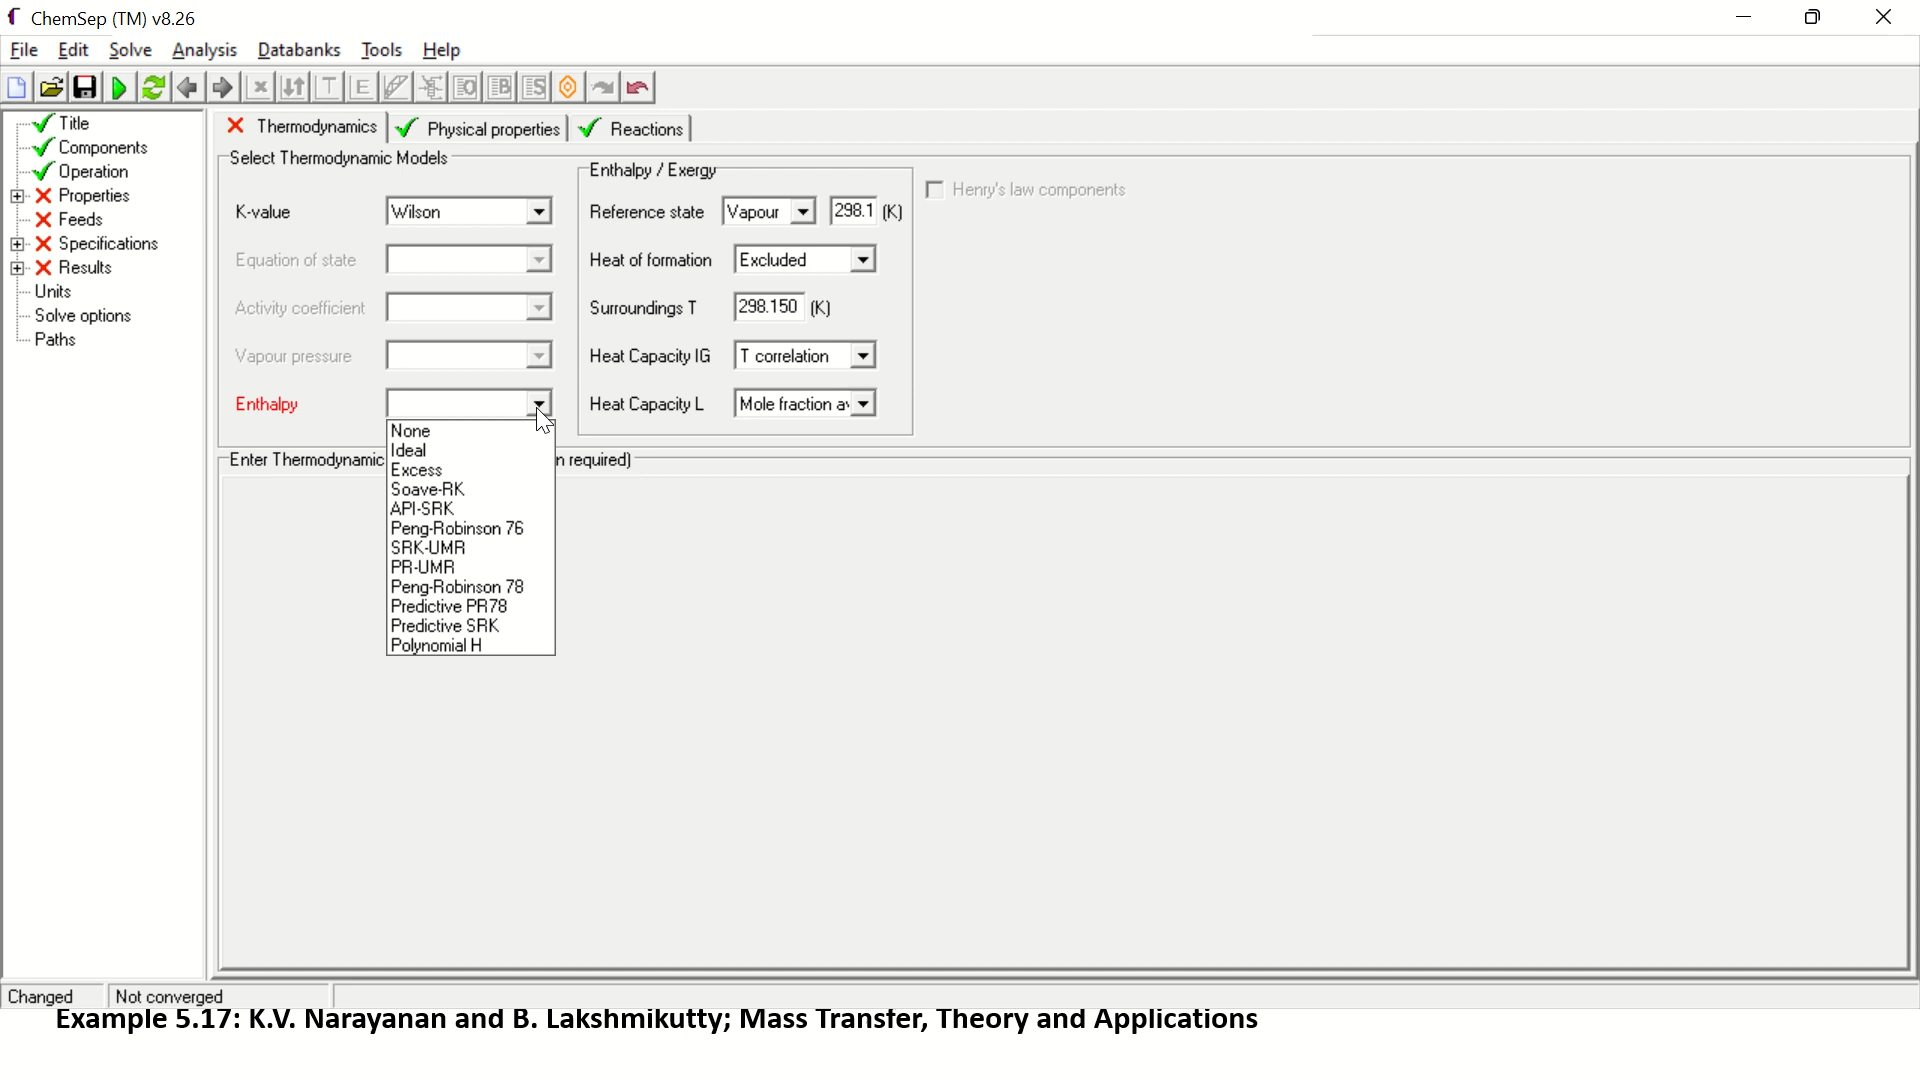 ChemSep (TM) v8.26
File Edit Solve Analysis Databanks Tools Help
Title
Components
Operation
Properties
Feeds
Specifications
Results
Units
Solve options
Paths
Thermodynamics Physical properties Reactions
Select Thermodynamic Models
K-value Wilson
Equation of state
Activity coefficient
Vapour pressure
Enthalpy
None
Ideal
Excess
Soave-RK
API-SRK
Peng-Robinson 76
SRK-UMR
PR-UMR
Peng-Robinson 78
Predictive PR78
Predictive SRK
Polynomial H
Enthalpy / Exergy
Reference state Vapour 298.1 (K)
Heat of formation Excluded
Surroundings T 298.150 (K)
Heat Capacity IG T correlation
Heat Capacity L Mole fraction a
Henry's law components
Enter Thermodynamic n required)
Changed Not converged
Example 5.17: K.V. Narayanan and B. Lakshmikutty; Mass Transfer, Theory and Applications